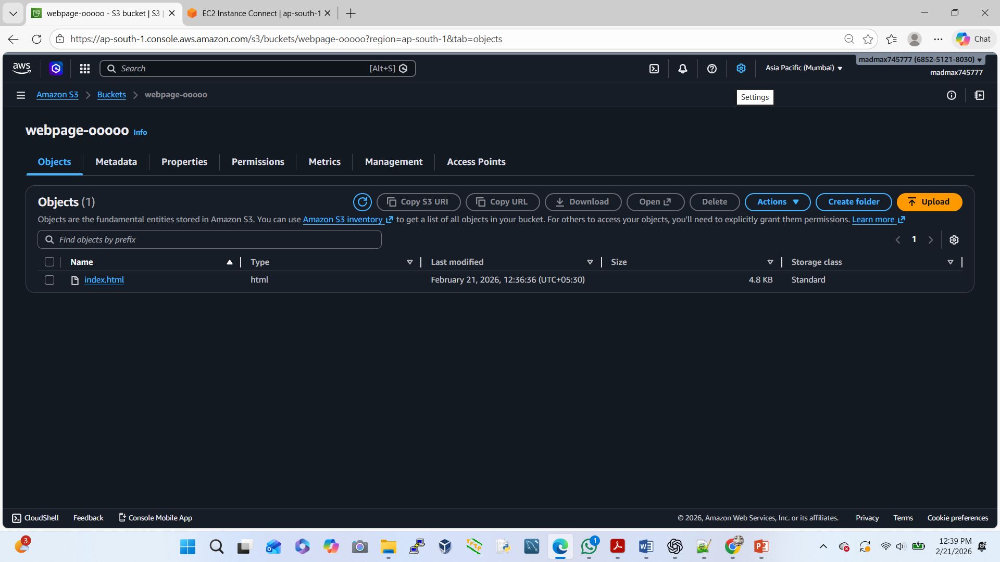 webpage-ooooo - S3 bucket | S3 |
EC2 Instance Connect | ap-south-1
https://ap-south-1.console.aws.amazon.com/s3/buckets/webpage-ooooo?region=ap-south-1&tab=objects
Chat
aws
Search
[Alt+S]
Asia Pacific (Mumbai)
madmax745777 (6852-5121-8030)
madmax745777
Amazon S3
Buckets
webpage-ooooo
Settings
webpage-ooooo Info
Objects
Metadata
Properties
Permissions
Metrics
Management
Access Points
Objects (1)
Copy S3 URI
Copy URL
Download
Open
Delete
Actions
Create folder
Upload
Objects are the fundamental entities stored in Amazon S3. You can use Amazon S3 inventory to get a list of all objects in your bucket. For others to access your objects, you'll need to explicitly grant them permissions. Learn more
Find objects by prefix
1
Name
Type
Last modified
Size
Storage class
index.html
html
February 21, 2026, 12:36:36 (UTC+05:30)
4.8 KB
Standard
CloudShell
Feedback
Console Mobile App
© 2026, Amazon Web Services, Inc. or its affiliates.
Privacy
Terms
Cookie preferences
3
TFTP
1
12:39 PM
2/21/2026